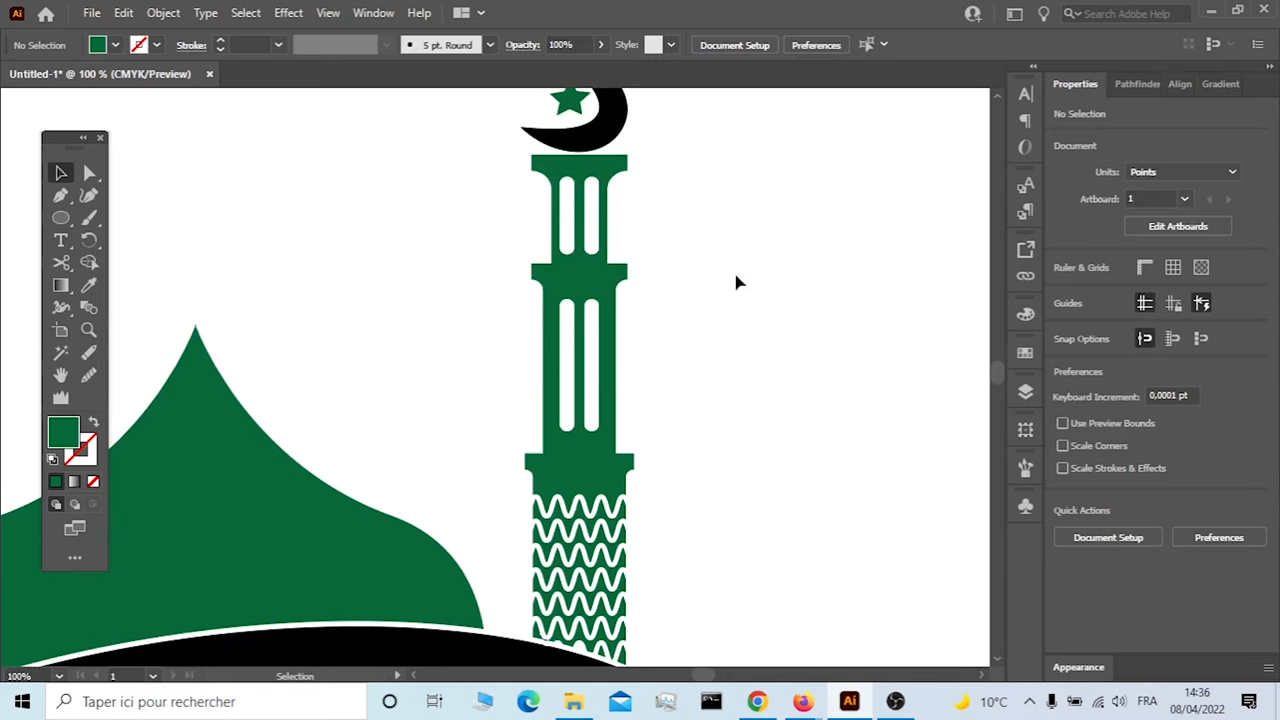 Ai File Edit Object Type Select Effect View Window Help Search Adobe Help
No Selection Stroke: 5 pt. Round Opacity: 100% Style: Document Setup Preferences
Untitled-1* @ 100 % (CMYK/Preview)
Properties Pathfinder Align Gradient
No Selection
Document
Units: Points
Artboard: 1
Edit Artboards
Ruler & Grids
Guides
Snap Options
Preferences
Keyboard Increment: 0,0001 pt
Use Preview Bounds
Scale Corners
Scale Strokes & Effects
Quick Actions
Document Setup Preferences
Appearance
100% 1 Selection
Taper ici pour rechercher Ai 10°C FRA 14:36
08/04/2022